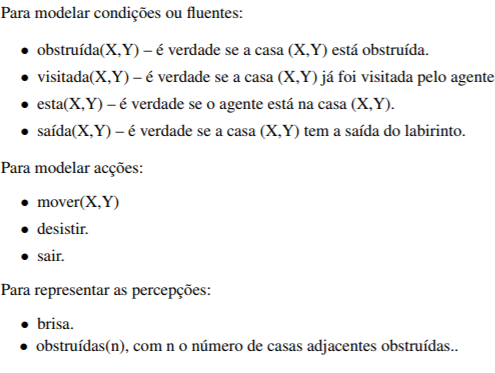 Para modelar condições ou fluentes:
• obstruída(X,Y) – é verdade se a casa (X,Y) está obstruída.
• visitada(X,Y) – é verdade se a casa (X,Y) já foi visitada pelo agente
• esta(X,Y) – é verdade se o agente está na casa (X,Y).
• saída(X,Y) – é verdade se a casa (X,Y) tem a saída do labirinto.
Para modelar acções:
• mover(X,Y)
• desistir.
• sair.
Para representar as percepções:
• brisa.
• obstruídas(n), com n o número de casas adjacentes obstruídas..